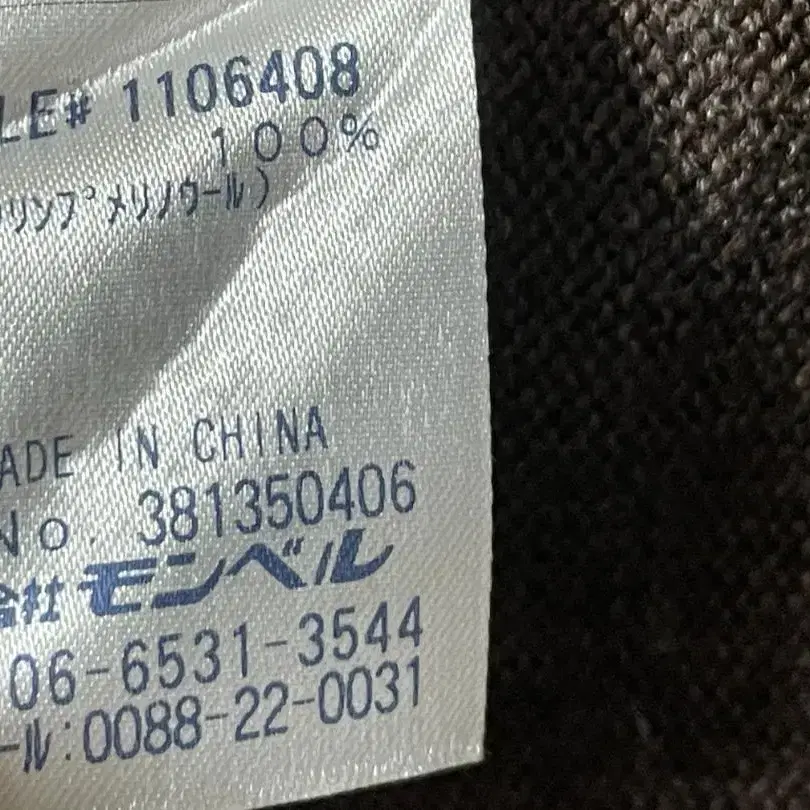 LE# 1106408
100%
リンプ゜メリノウール)
ADE IN CHINA
No. 381350406
会社 モンベル
06-6531-3544
ール:0088-22-0031